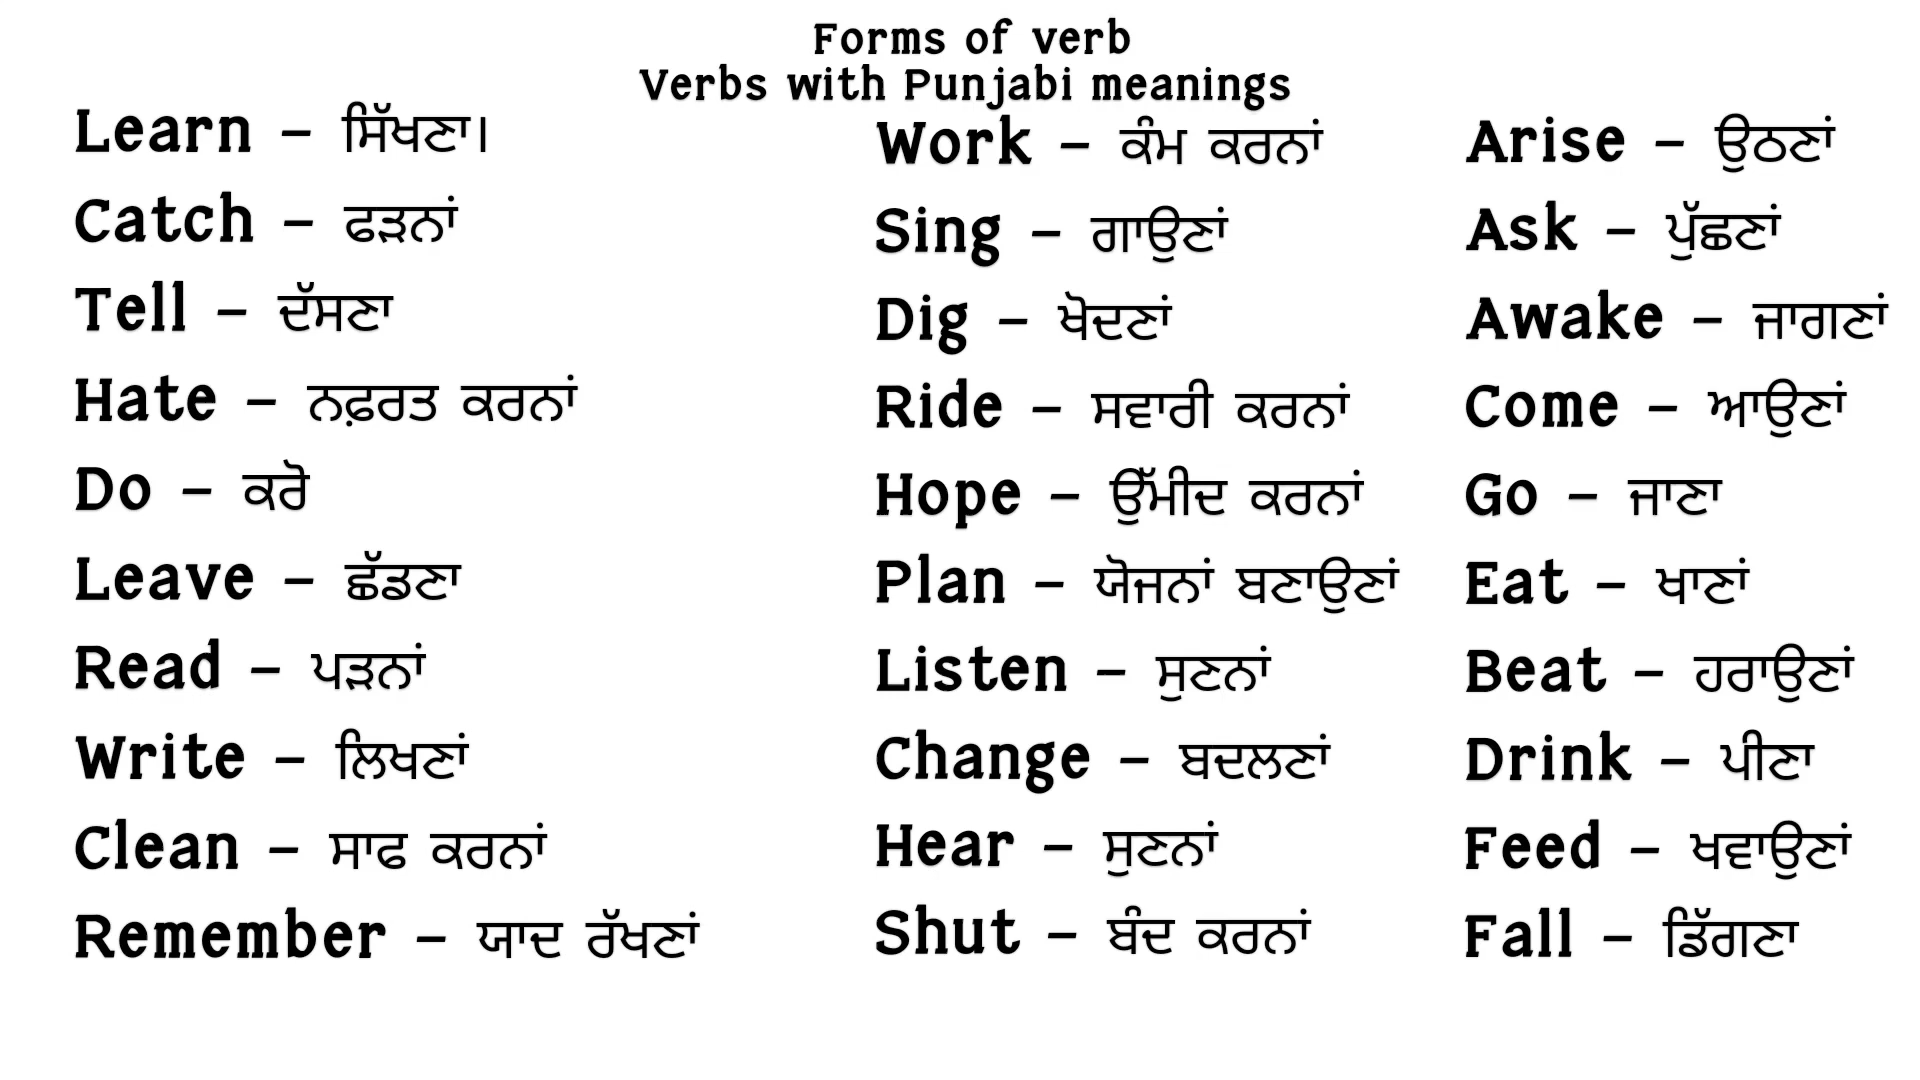 Forms of verb
Verbs with Punjabi meanings
Learn – ਸਿੱਖਣਾ।
Catch – ਫੜਨਾਂ
Tell – ਦੱਸਣਾ
Hate – ਨਫ਼ਰਤ ਕਰਨਾਂ
Do – ਕਰੋ
Leave – ਛੱਡਣਾ
Read – ਪੜਨਾਂ
Write – ਲਿਖਣਾਂ
Clean – ਸਾਫ ਕਰਨਾਂ
Remember – ਯਾਦ ਰੱਖਣਾਂ
Work – ਕੰਮ ਕਰਨਾਂ
Sing – ਗਾਉਣਾਂ
Dig – ਖੋਦਣਾਂ
Ride – ਸਵਾਰੀ ਕਰਨਾਂ
Hope – ਉੱਮੀਦ ਕਰਨਾਂ
Plan – ਯੋਜਨਾਂ ਬਣਾਉਣਾਂ
Listen – ਸੁਣਨਾਂ
Change – ਬਦਲਣਾਂ
Hear – ਸੁਣਨਾਂ
Shut – ਬੰਦ ਕਰਨਾਂ
Arise – ਉਠਣਾਂ
Ask – ਪੁੱਛਣਾਂ
Awake – ਜਾਗਣਾਂ
Come – ਆਉਣਾਂ
Go – ਜਾਣਾ
Eat – ਖਾਣਾਂ
Beat – ਹਰਾਉਣਾਂ
Drink – ਪੀਣਾ
Feed – ਖਵਾਉਣਾਂ
Fall – ਡਿੱਗਣਾ